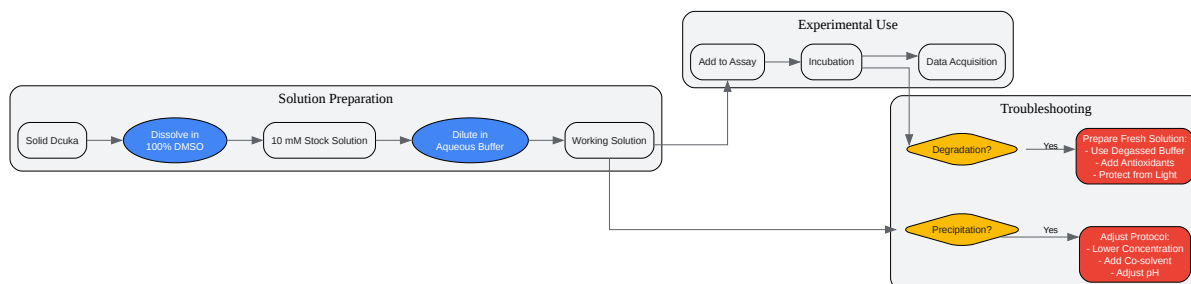 Experimental Use
Add to Assay
Incubation
Data Acquisition
Solution Preparation
Solid Dcuka
Dissolve in
100% DMSO
10 mM Stock Solution
Dilute in
Aqueous Buffer
Working Solution
Troubleshooting
Degradation?
Yes
Prepare Fresh Solution:
- Use Degassed Buffer
- Add Antioxidants
- Protect from Light
Precipitation?
Yes
Adjust Protocol:
- Lower Concentration
- Add Co-solvent
- Adjust pH